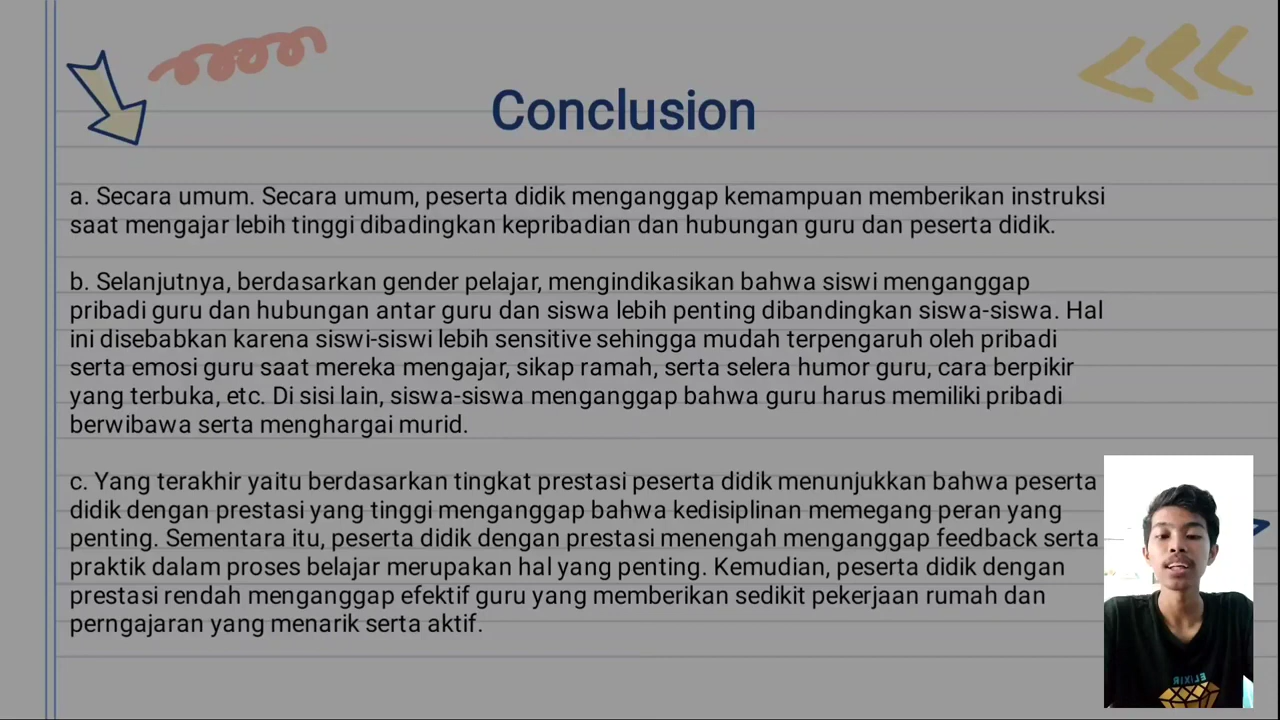 Conclusion
a. Secara umum. Secara umum, peserta didik menganggap kemampuan memberikan instruksi
saat mengajar lebih tinggi dibadingkan kepribadian dan hubungan guru dan peserta didik.
b. Selanjutnya, berdasarkan gender pelajar, mengindikasikan bahwa siswi menganggap
pribadi guru dan hubungan antar guru dan siswa lebih penting dibandingkan siswa-siswa. Hal
ini disebabkan karena siswi-siswi lebih sensitive sehingga mudah terpengaruh oleh pribadi
serta emosi guru saat mereka mengajar, sikap ramah, serta selera humor guru, cara berpikir
yang terbuka, etc. Di sisi lain, siswa-siswa menganggap bahwa guru harus memiliki pribadi
berwibawa serta menghargai murid.
c. Yang terakhir yaitu berdasarkan tingkat prestasi peserta didik menunjukkan bahwa peserta
didik dengan prestasi yang tinggi menganggap bahwa kedisiplinan memegang peran yang
penting. Sementara itu, peserta didik dengan prestasi menengah menganggap feedback serta
praktik dalam proses belajar merupakan hal yang penting. Kemudian, peserta didik dengan
prestasi rendah menganggap efektif guru yang memberikan sedikit pekerjaan rumah dan
perngajaran yang menarik serta aktif.
ELIXIR